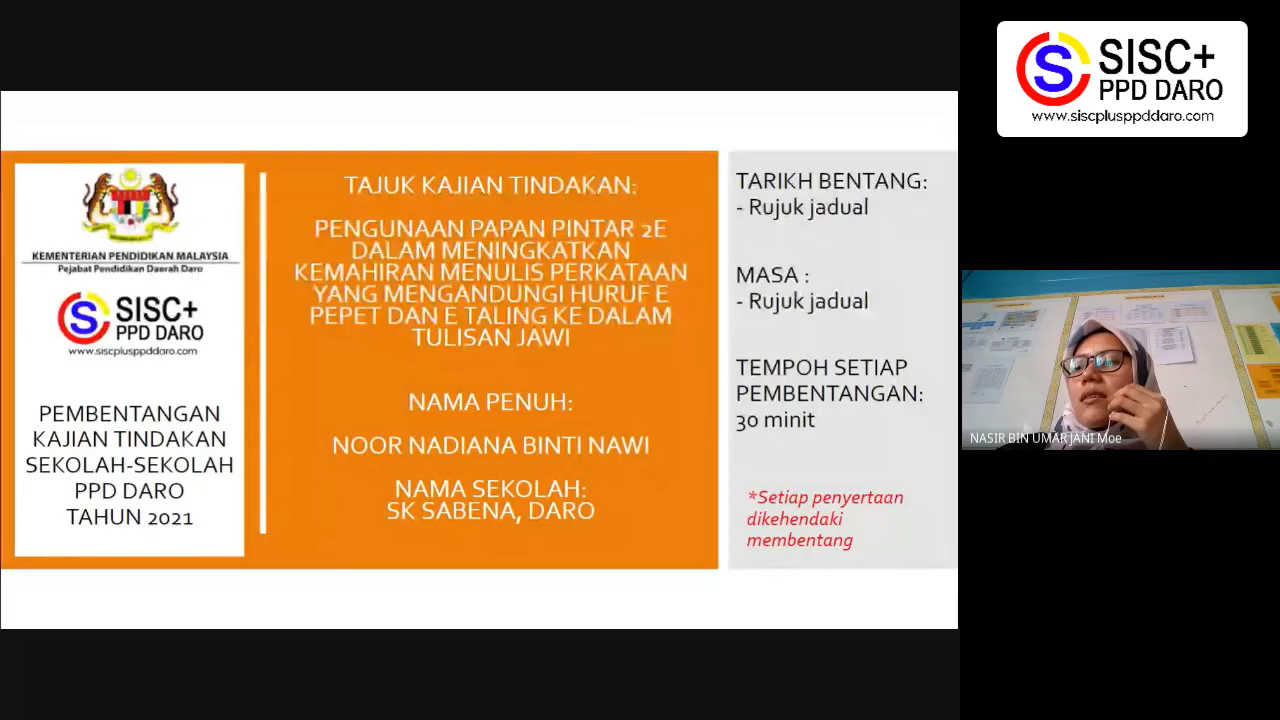 KEMENTERIAN PENDIDIKAN MALAYSIA
Pejabat Pendidikan Daerah Daro
S SISC+
PPD DARO
www.siscplusppddaro.com
PEMBENTANGAN
KAJIAN TINDAKAN
SEKOLAH-SEKOLAH
PPD DARO
TAHUN 2021
TAJUK KAJIAN TINDAKAN:
PENGUNAAN PAPAN PINTAR 2E
DALAM MENINGKATKAN
KEMAHIRAN MENULIS PERKATAAN
YANG MENGANDUNGI HURUF E
PEPET DAN E TALING KE DALAM
TULISAN JAWI
NAMA PENUH:
NOOR NADIANA BINTI NAWI
NAMA SEKOLAH:
SK SABENA, DARO
TARIKH BENTANG:
- Rujuk jadual
MASA :
- Rujuk jadual
TEMPOH SETIAP
PEMBENTANGAN:
30 minit
*Setiap penyertaan
dikehendaki
membentang
S SISC+
PPD DARO
www.siscplusppddaro.com
NASIR BIN UMAR JANI Moe